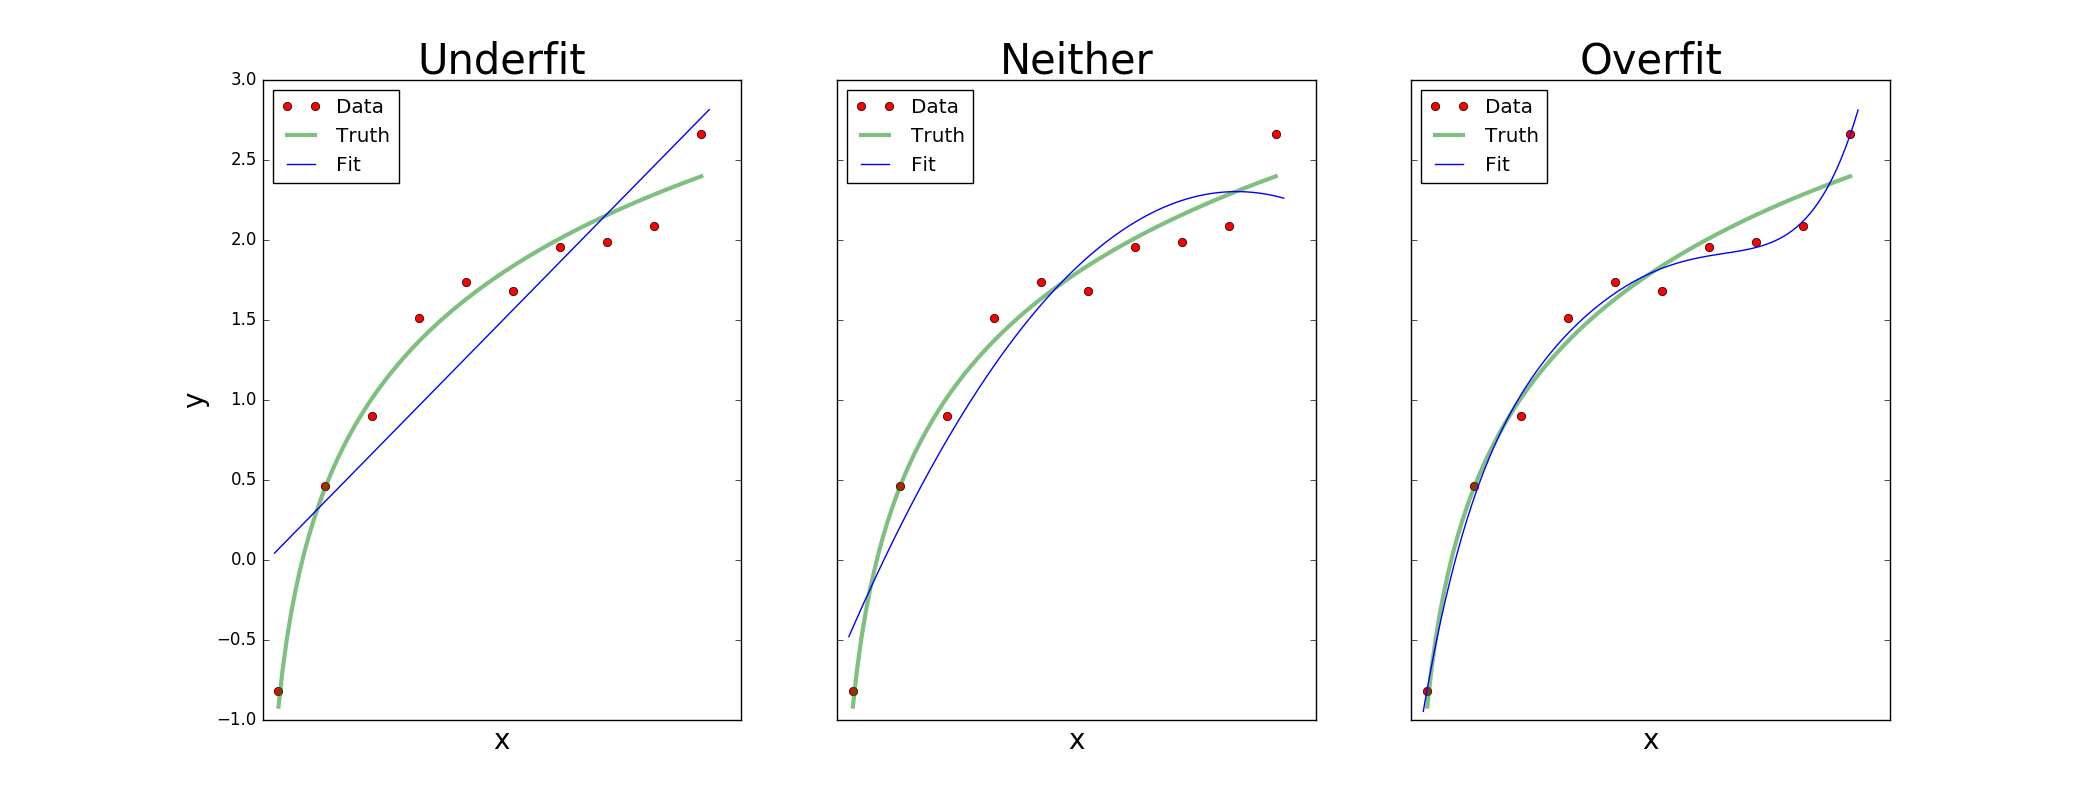 Underfit
Neither
Overfit
3.0
2.5
2.0
1.5
1.0
0.5
0.0
−0.5
−1.0
y
Data
Truth
Fit
x
Data
Truth
Fit
x
Data
Truth
Fit
x